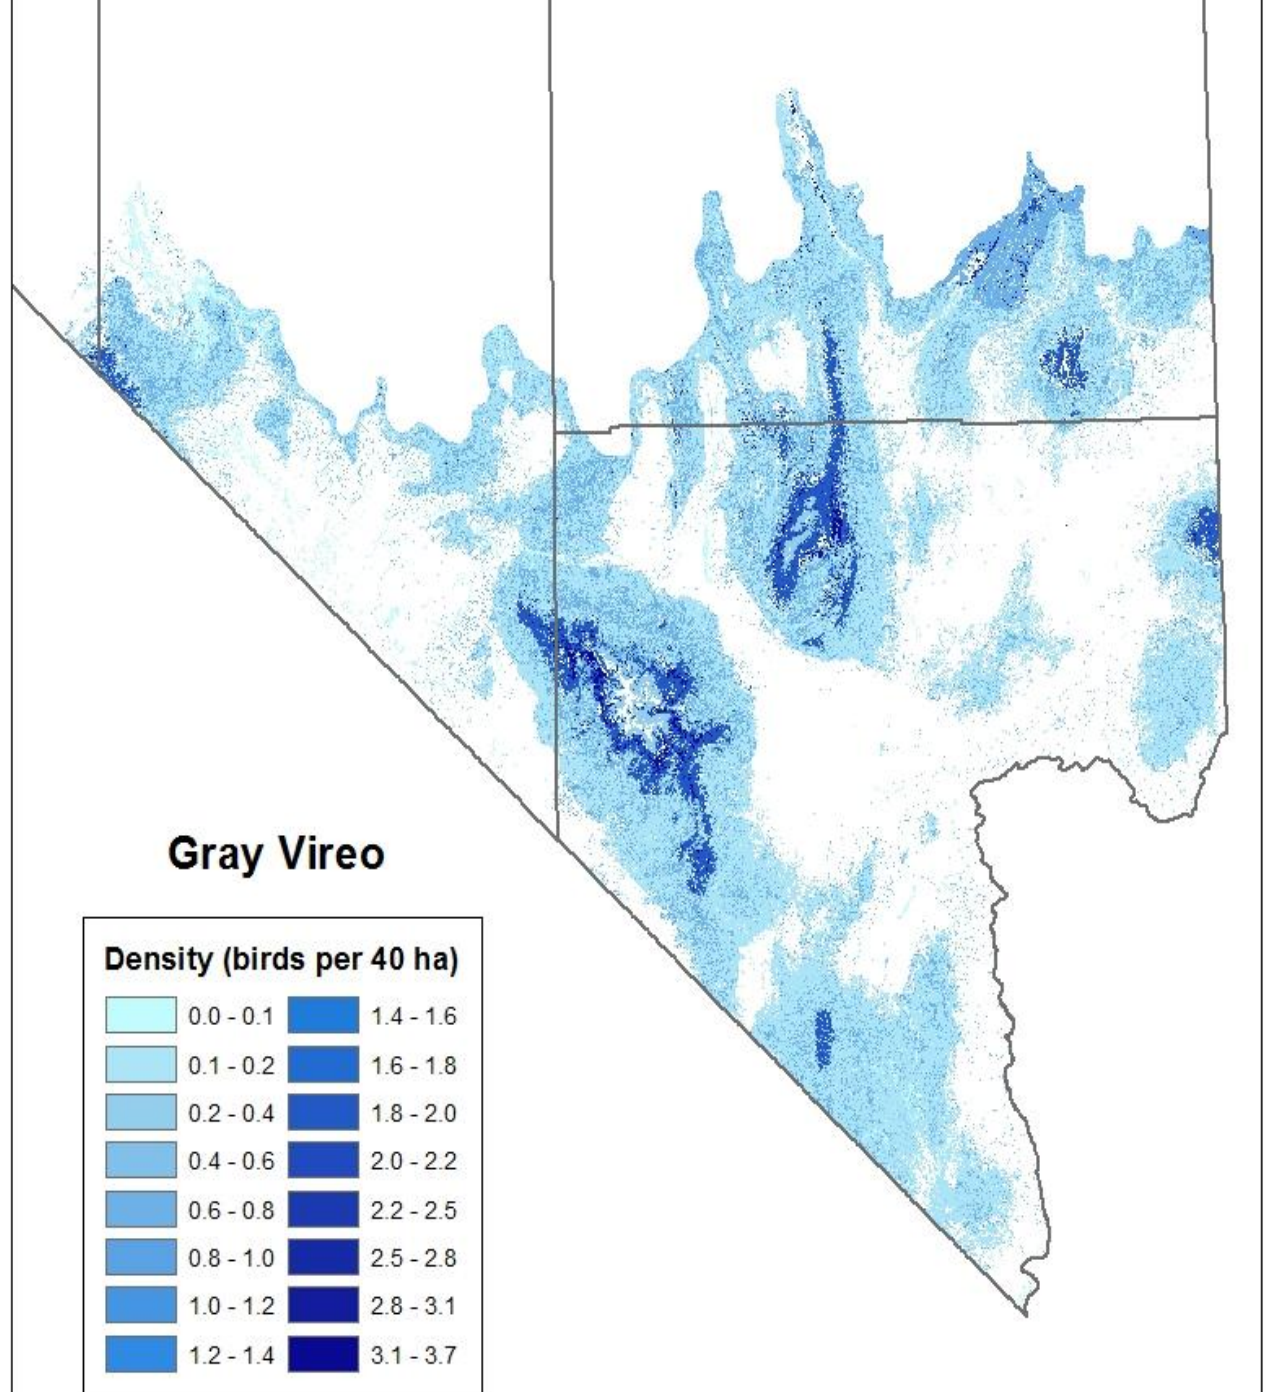 Gray Vireo
Density (birds per 40 ha)
0.0 - 0.1 1.4 - 1.6
0.1 - 0.2 1.6 - 1.8
0.2 - 0.4 1.8 - 2.0
0.4 - 0.6 2.0 - 2.2
0.6 - 0.8 2.2 - 2.5
0.8 - 1.0 2.5 - 2.8
1.0 - 1.2 2.8 - 3.1
1.2 - 1.4 3.1 - 3.7